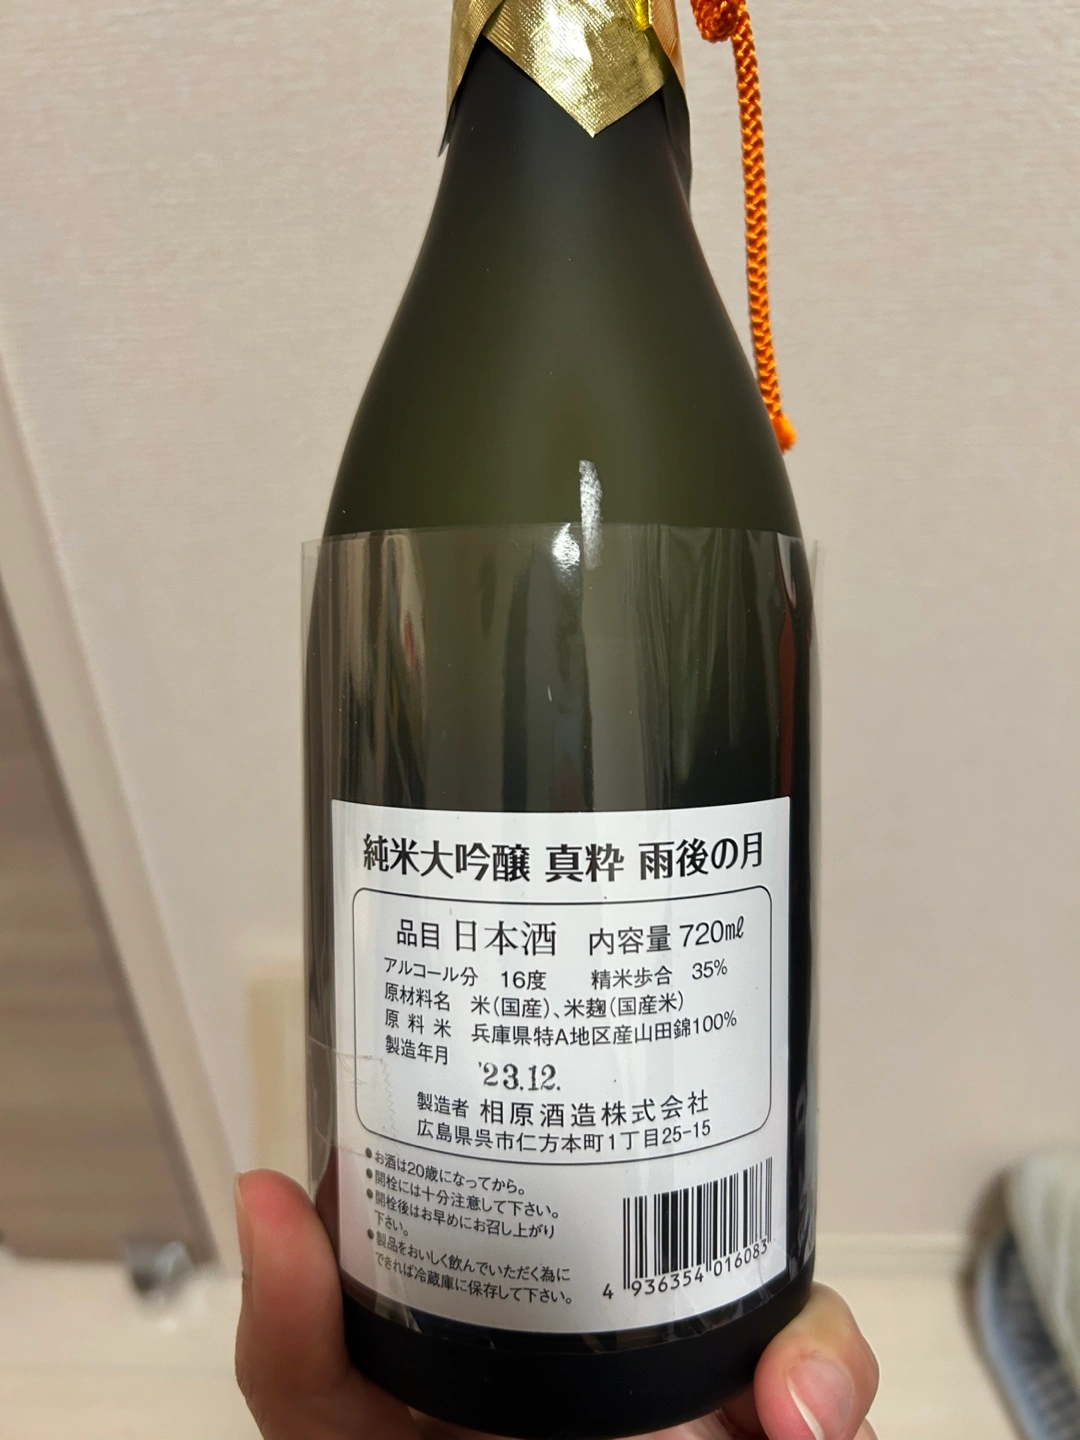 純米大吟醸 真粋 雨後の月
品目 日本酒 内容量 720㎖
アルコール分 16度 精米歩合 35%
原材料名 米(国産)、米麹(国産米)
原料米 兵庫県特A地区産山田錦100%
製造年月
'23.12.
製造者 相原酒造株式会社
広島県呉市仁方本町1丁目25-15
●お酒は20歳になってから。
●開栓には十分注意して下さい。
●開栓後はお早めにお召し上がり
下さい。
●製品をおいしく飲んでいただく為に
できれば冷蔵庫に保存して下さい。
4 936354 016083